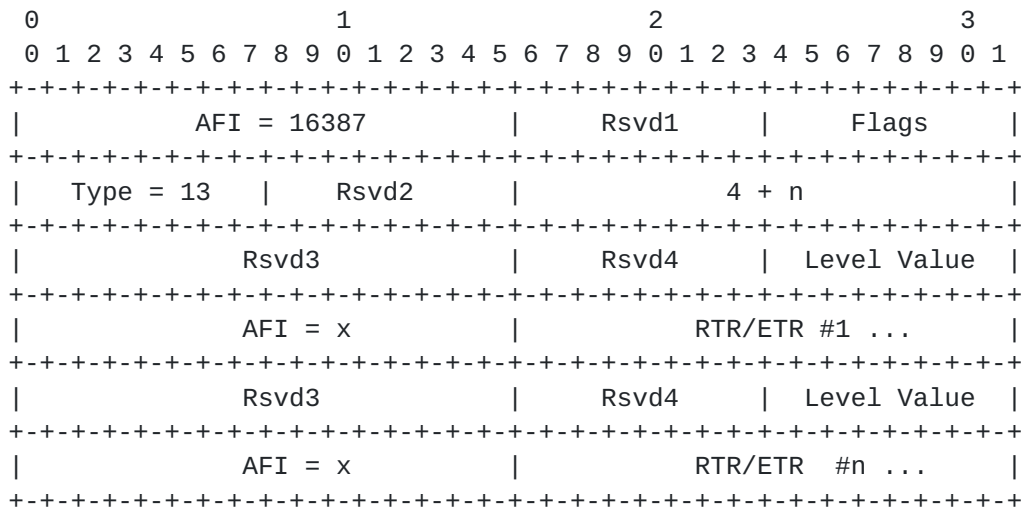 0                   1                   2                   3
 0 1 2 3 4 5 6 7 8 9 0 1 2 3 4 5 6 7 8 9 0 1 2 3 4 5 6 7 8 9 0 1
+-+-+-+-+-+-+-+-+-+-+-+-+-+-+-+-+-+-+-+-+-+-+-+-+-+-+-+-+-+-+-+-+
|           AFI = 16387         |     Rsvd1     |     Flags     |
+-+-+-+-+-+-+-+-+-+-+-+-+-+-+-+-+-+-+-+-+-+-+-+-+-+-+-+-+-+-+-+-+
|   Type = 13   |    Rsvd2      |             4 + n             |
+-+-+-+-+-+-+-+-+-+-+-+-+-+-+-+-+-+-+-+-+-+-+-+-+-+-+-+-+-+-+-+-+
|              Rsvd3            |     Rsvd4     |  Level Value  |
+-+-+-+-+-+-+-+-+-+-+-+-+-+-+-+-+-+-+-+-+-+-+-+-+-+-+-+-+-+-+-+-+
|              AFI = x          |           RTR/ETR #1 ...      |
+-+-+-+-+-+-+-+-+-+-+-+-+-+-+-+-+-+-+-+-+-+-+-+-+-+-+-+-+-+-+-+-+
|              Rsvd3            |     Rsvd4     |  Level Value  |
+-+-+-+-+-+-+-+-+-+-+-+-+-+-+-+-+-+-+-+-+-+-+-+-+-+-+-+-+-+-+-+-+
|              AFI = x          |           RTR/ETR  #n ...     |
+-+-+-+-+-+-+-+-+-+-+-+-+-+-+-+-+-+-+-+-+-+-+-+-+-+-+-+-+-+-+-+-+